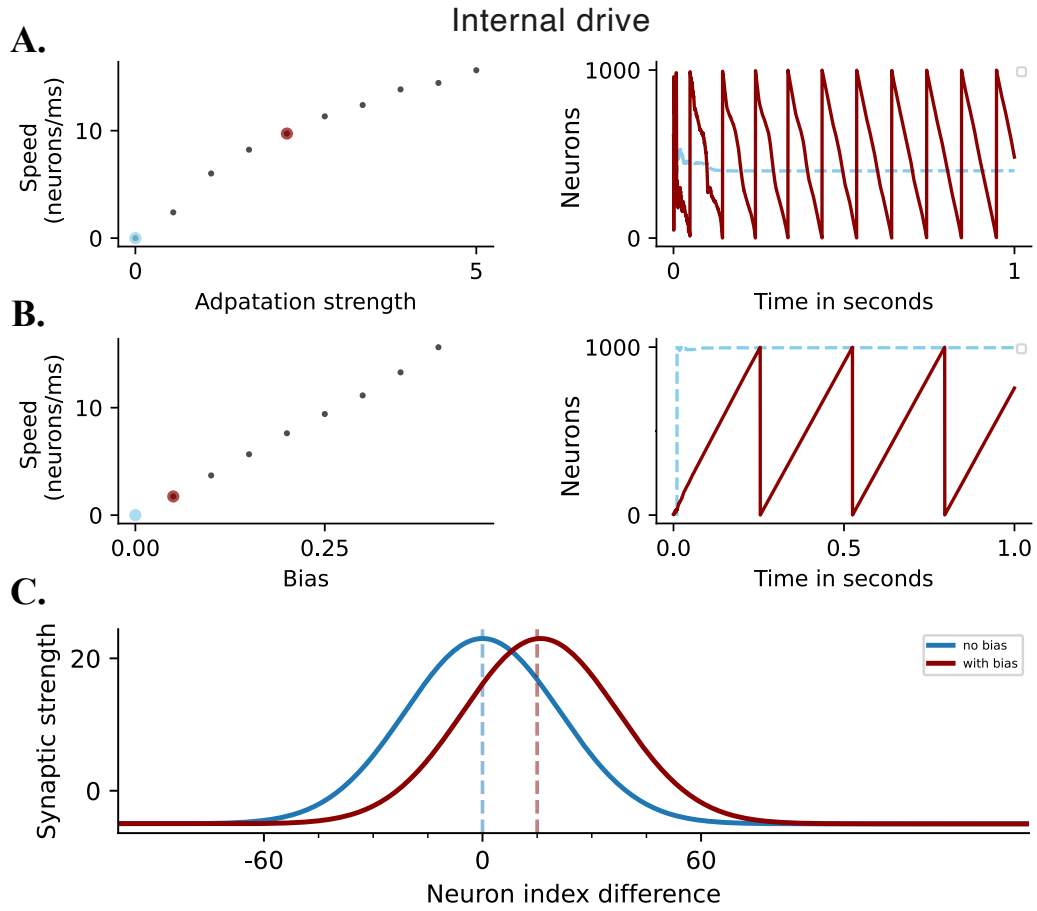 Internal drive
A.
Speed
(neurons/ms)
10
0
0
5
Adpatation strength
Neurons
1000
0
0
1
Time in seconds
B.
Speed
(neurons/ms)
10
0
0.00
0.25
Bias
Neurons
1000
0
0.0
0.5
1.0
Time in seconds
C.
Synaptic strength
20
0
no bias
with bias
-60
0
60
Neuron index difference